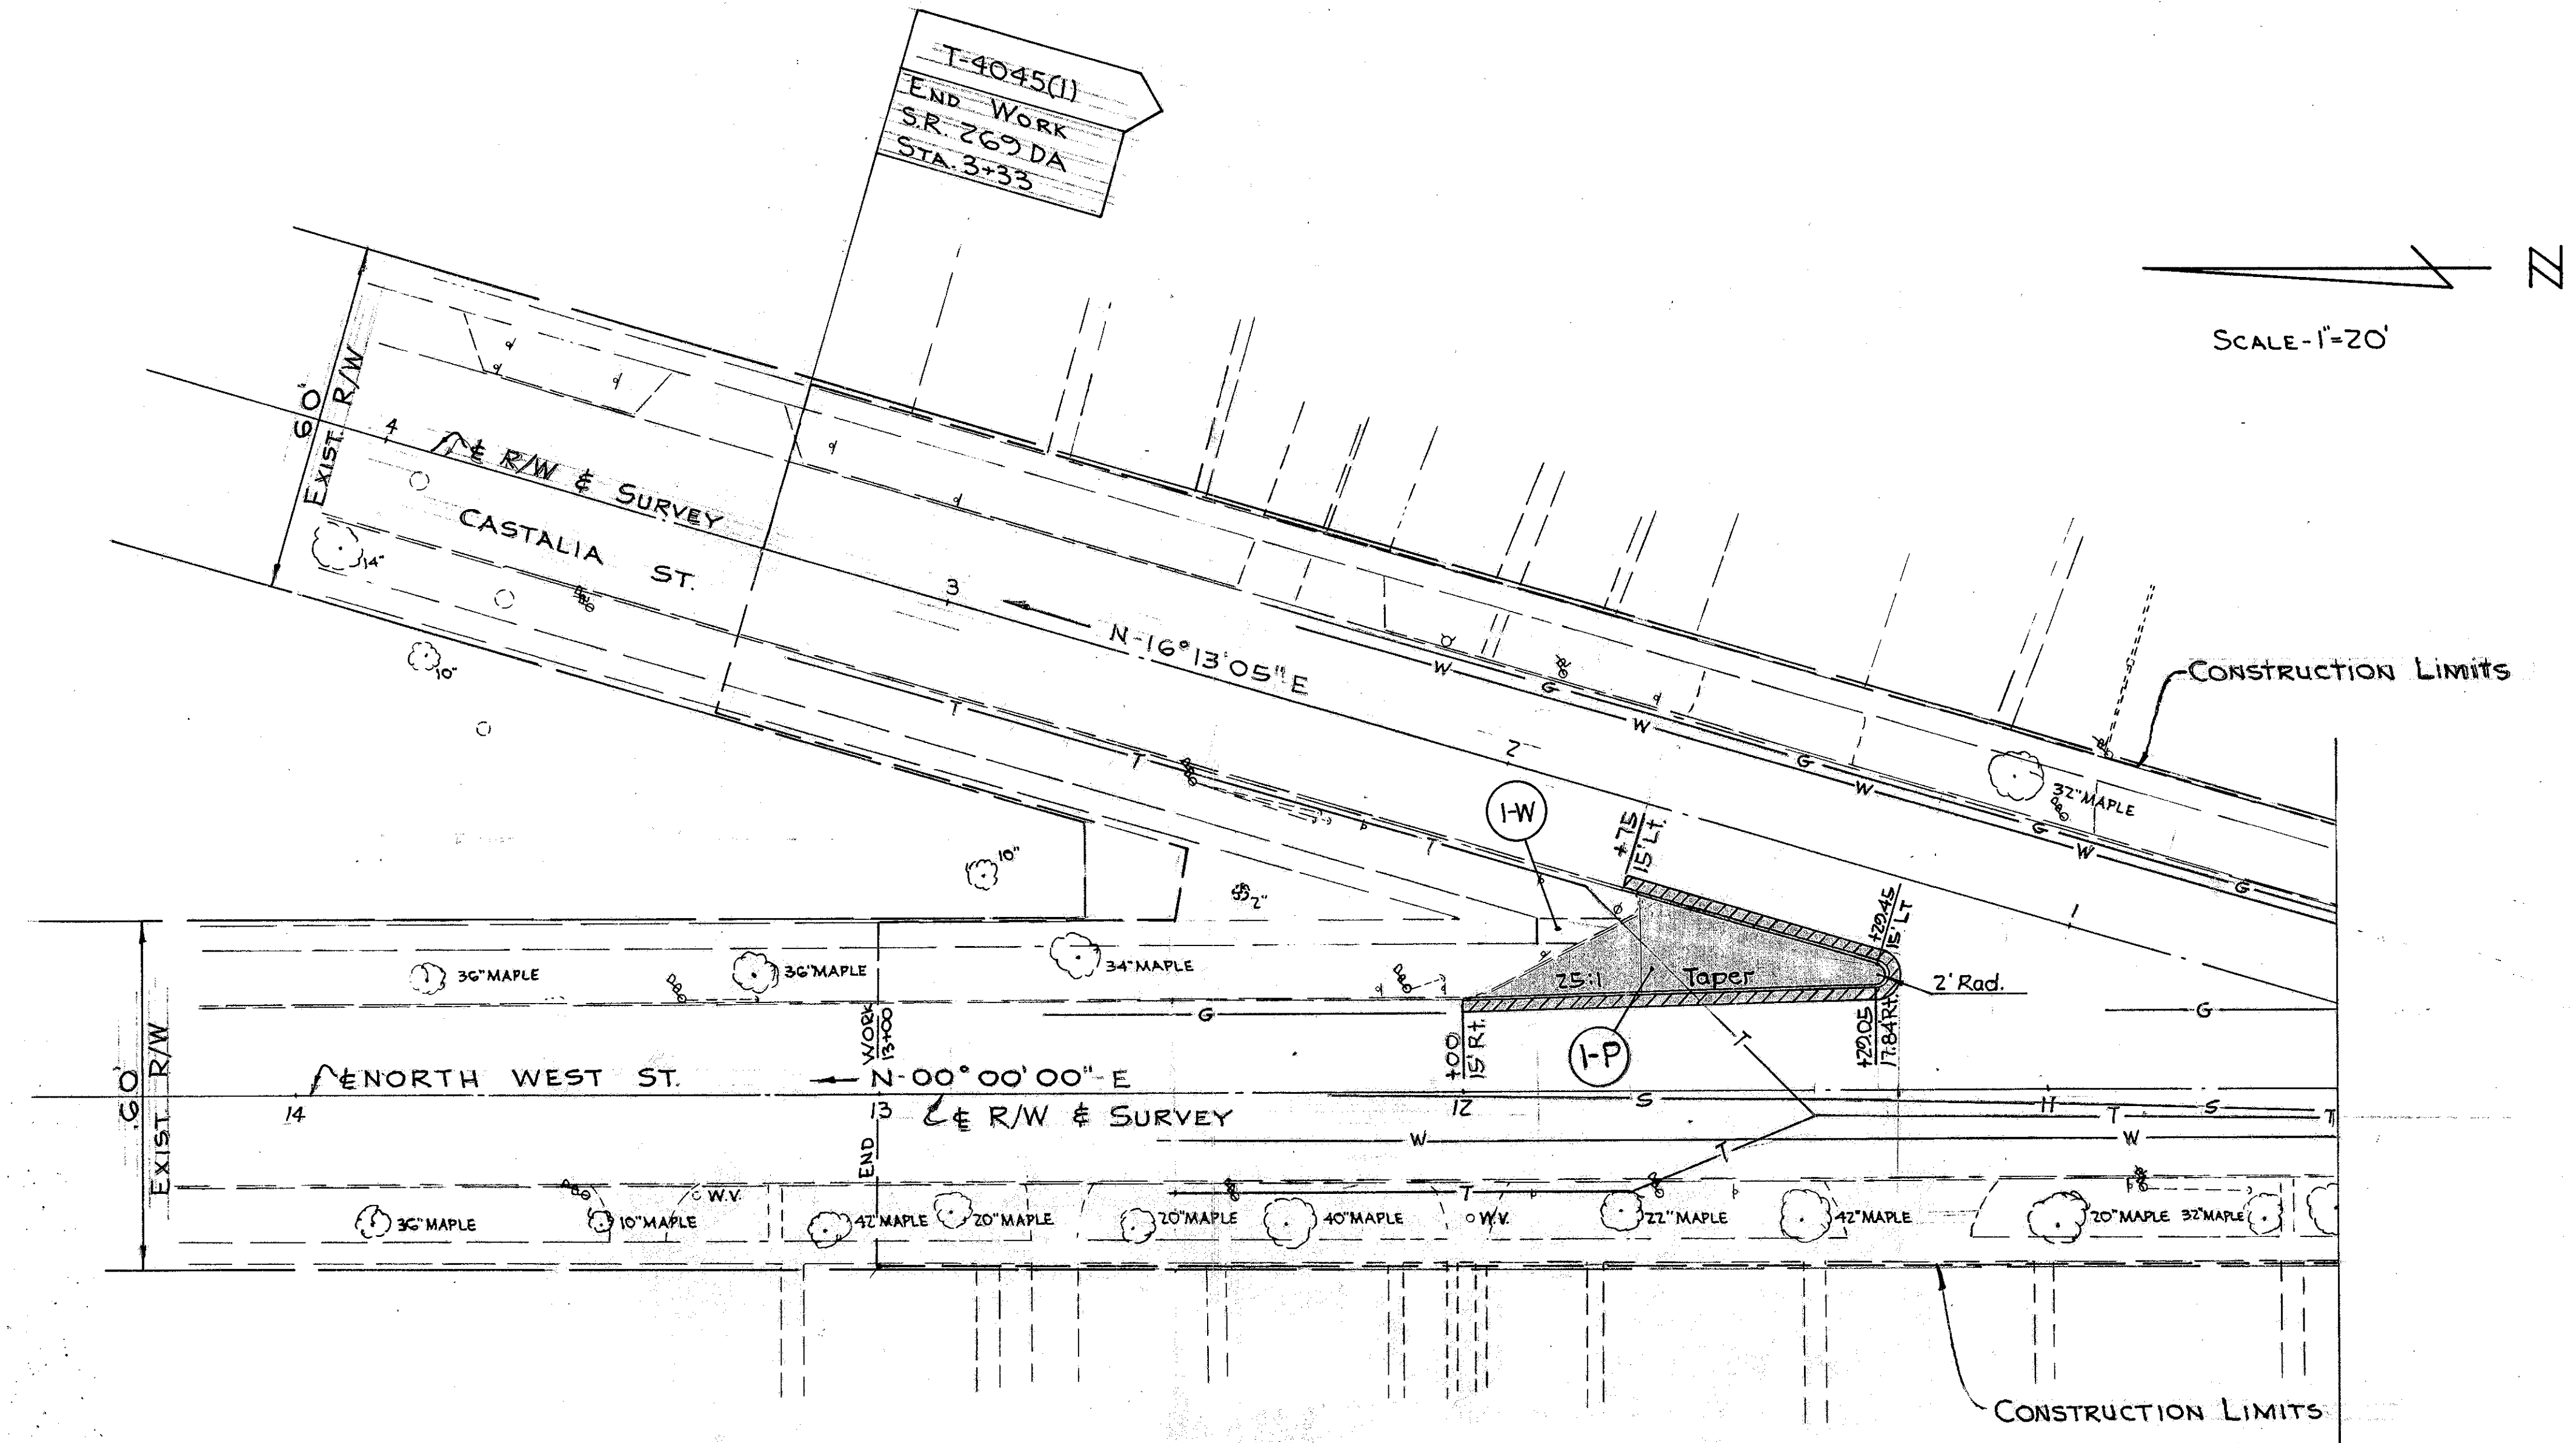 T-4045(1)
END WORK
S.R. 269 DA
STA. 3+33
N
SCALE-1"=20'
60'
EXIST. R/W
4
℄ R/W & SURVEY
CASTALIA ST.
14"
3
N-16°13'05" E
10"
CONSTRUCTION LIMITS
2
W
G
W
G
W
G
W
G
32" MAPLE
T
T
T
1-W
+75
15' Lt.
10"
2"
1
+29.45
15' LT
36" MAPLE
36" MAPLE
34" MAPLE
25:1 Taper
2' Rad.
G
G
WORK
13+00
+00
15' Rt.
1-P
T
+29.05
17.84 Rt.
60'
EXIST. R/W
℄ NORTH WEST ST.
N-00°00'00"-E
14
13
℄ R/W & SURVEY
12
S
11
S
T
T
W
W
T
END
T
W.V.
36" MAPLE
10" MAPLE
42" MAPLE
20" MAPLE
20" MAPLE
40" MAPLE
W.V.
22" MAPLE
42" MAPLE
20" MAPLE
32" MAPLE
CONSTRUCTION LIMITS